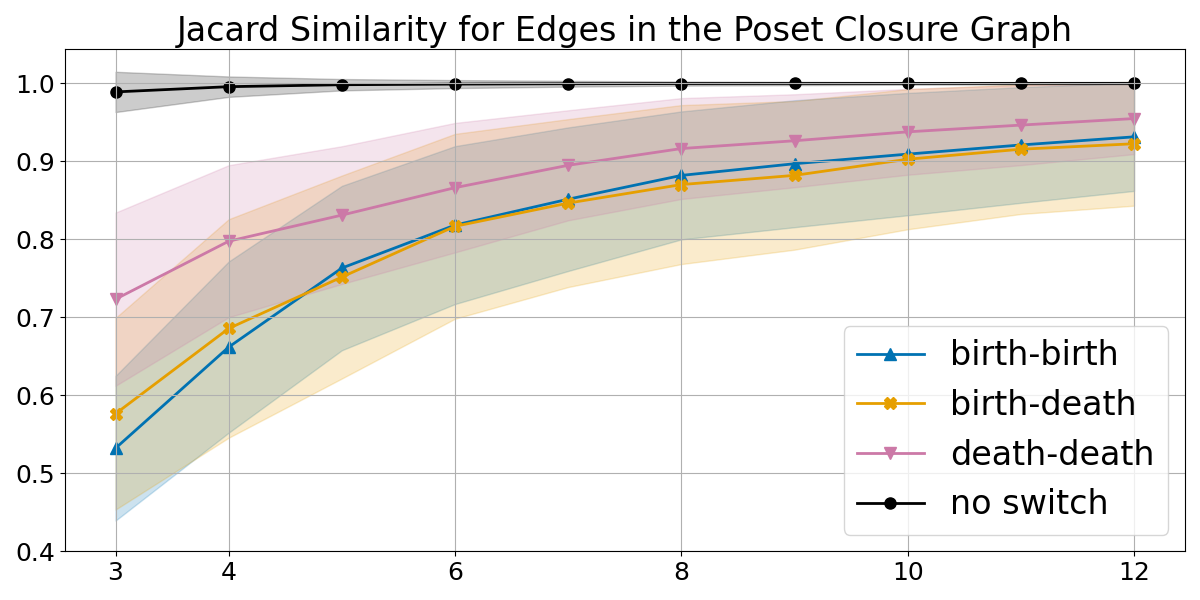 Jacard Similarity for Edges in the Poset Closure Graph
1.0
0.9
0.8
0.7
0.6
0.5
0.4
3 4 6 8 10 12
birth-birth
birth-death
death-death
no switch